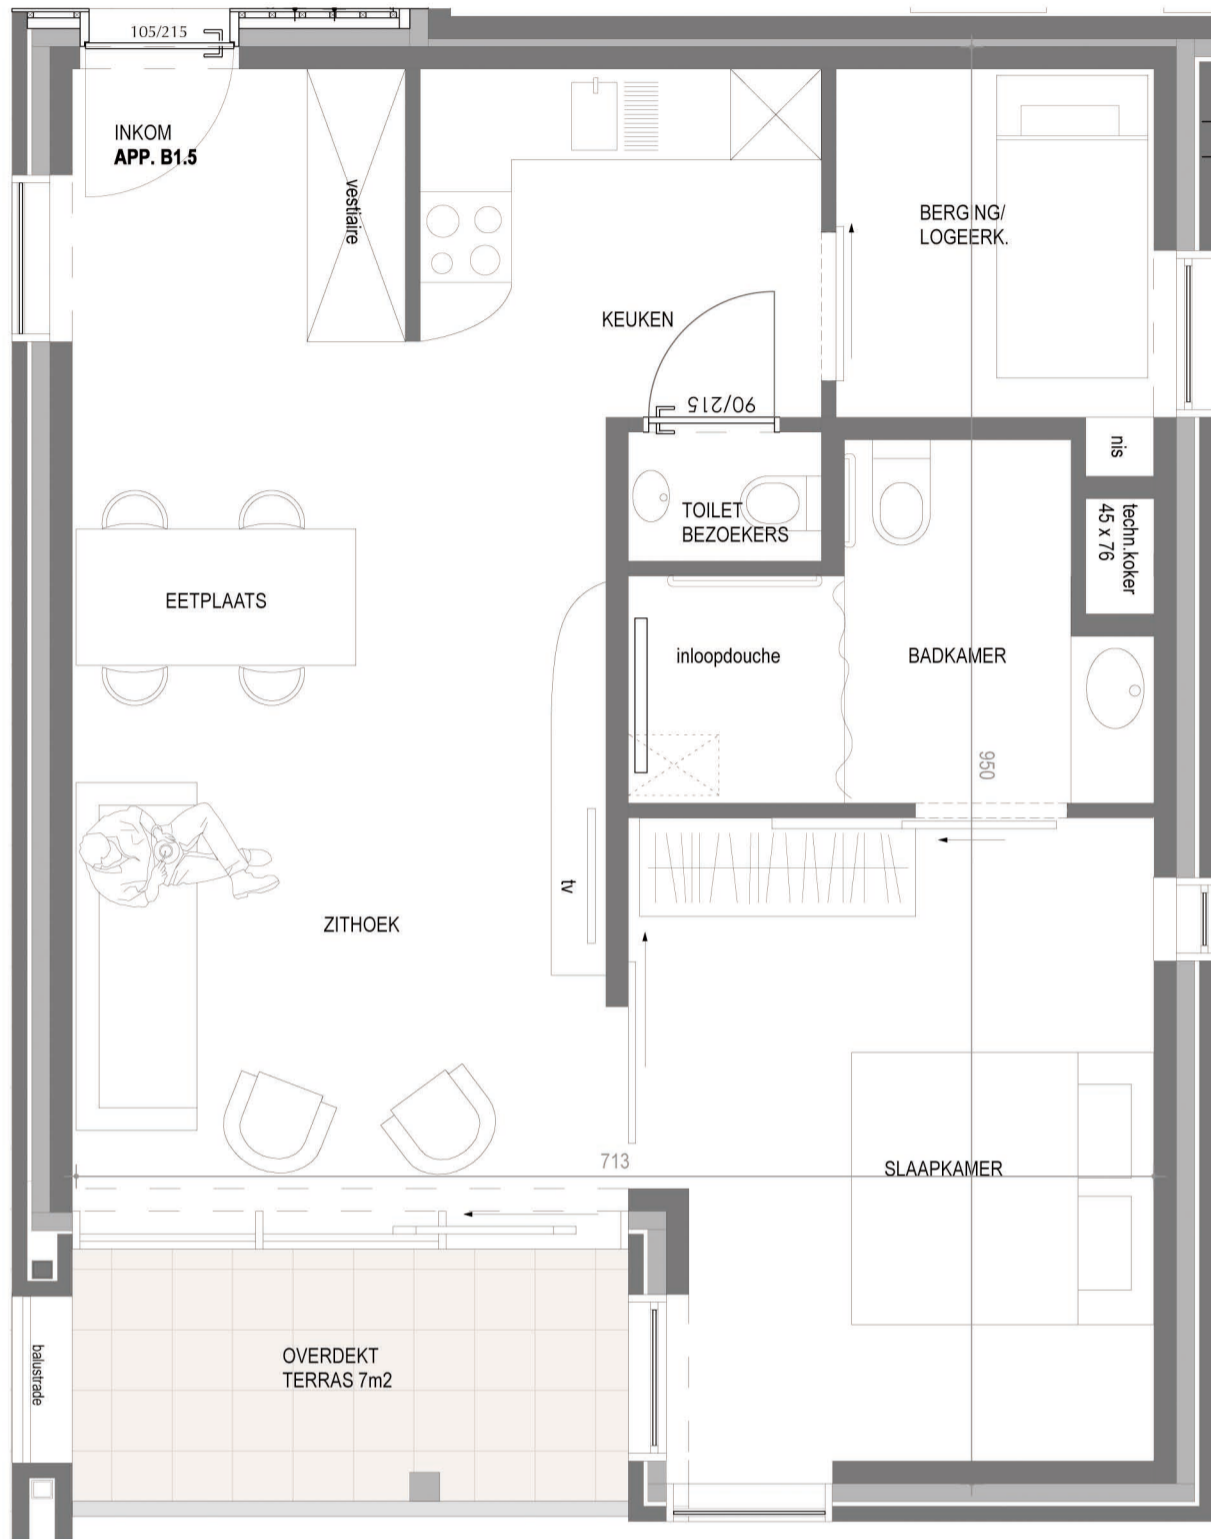 105/215
INKOM
APP. B1.5
vestiaire
BERGING/
LOGEERK.
KEUKEN
90/215
nis
TOILET
BEZOEKERS
techn.koker
45 x 76
EETPLAATS
inloopdouche
BADKAMER
950
tv
ZITHOEK
713
SLAAPKAMER
OVERDEKT
TERRAS 7m2
balustrade